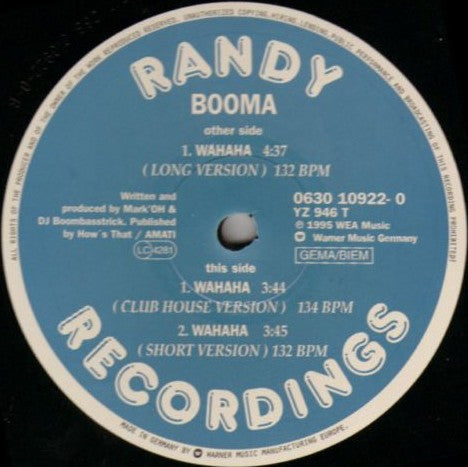 ALL RIGHTS OF THE PRODUCER AND OF THE OWNER OF THE WORK REPRODUCED RESERVED. UNAUTHORIZED COPYING, HIRING, LENDING, PUBLIC PERFORMANCE AND BROADCASTING OF THIS RECORD PROHIBITED!
RANDY
BOOMA
other side
1. WAHAHA 4:37
( LONG VERSION ) 132 BPM
Written and
produced by Mark'OH &
DJ Boombasstrick. Published
by How´s That / AMATI
LC 4281
0630 10922- 0
YZ 946 T
℗ 1995 WEA Music
Warner Music Germany
GEMA/BIEM
this side
1. WAHAHA 3:44
( CLUB HOUSE VERSION ) 134 BPM
2. WAHAHA 3:45
( SHORT VERSION ) 132 BPM
RECORDINGS
MADE IN GERMANY BY WARNER MUSIC MANUFACTURING EUROPE.